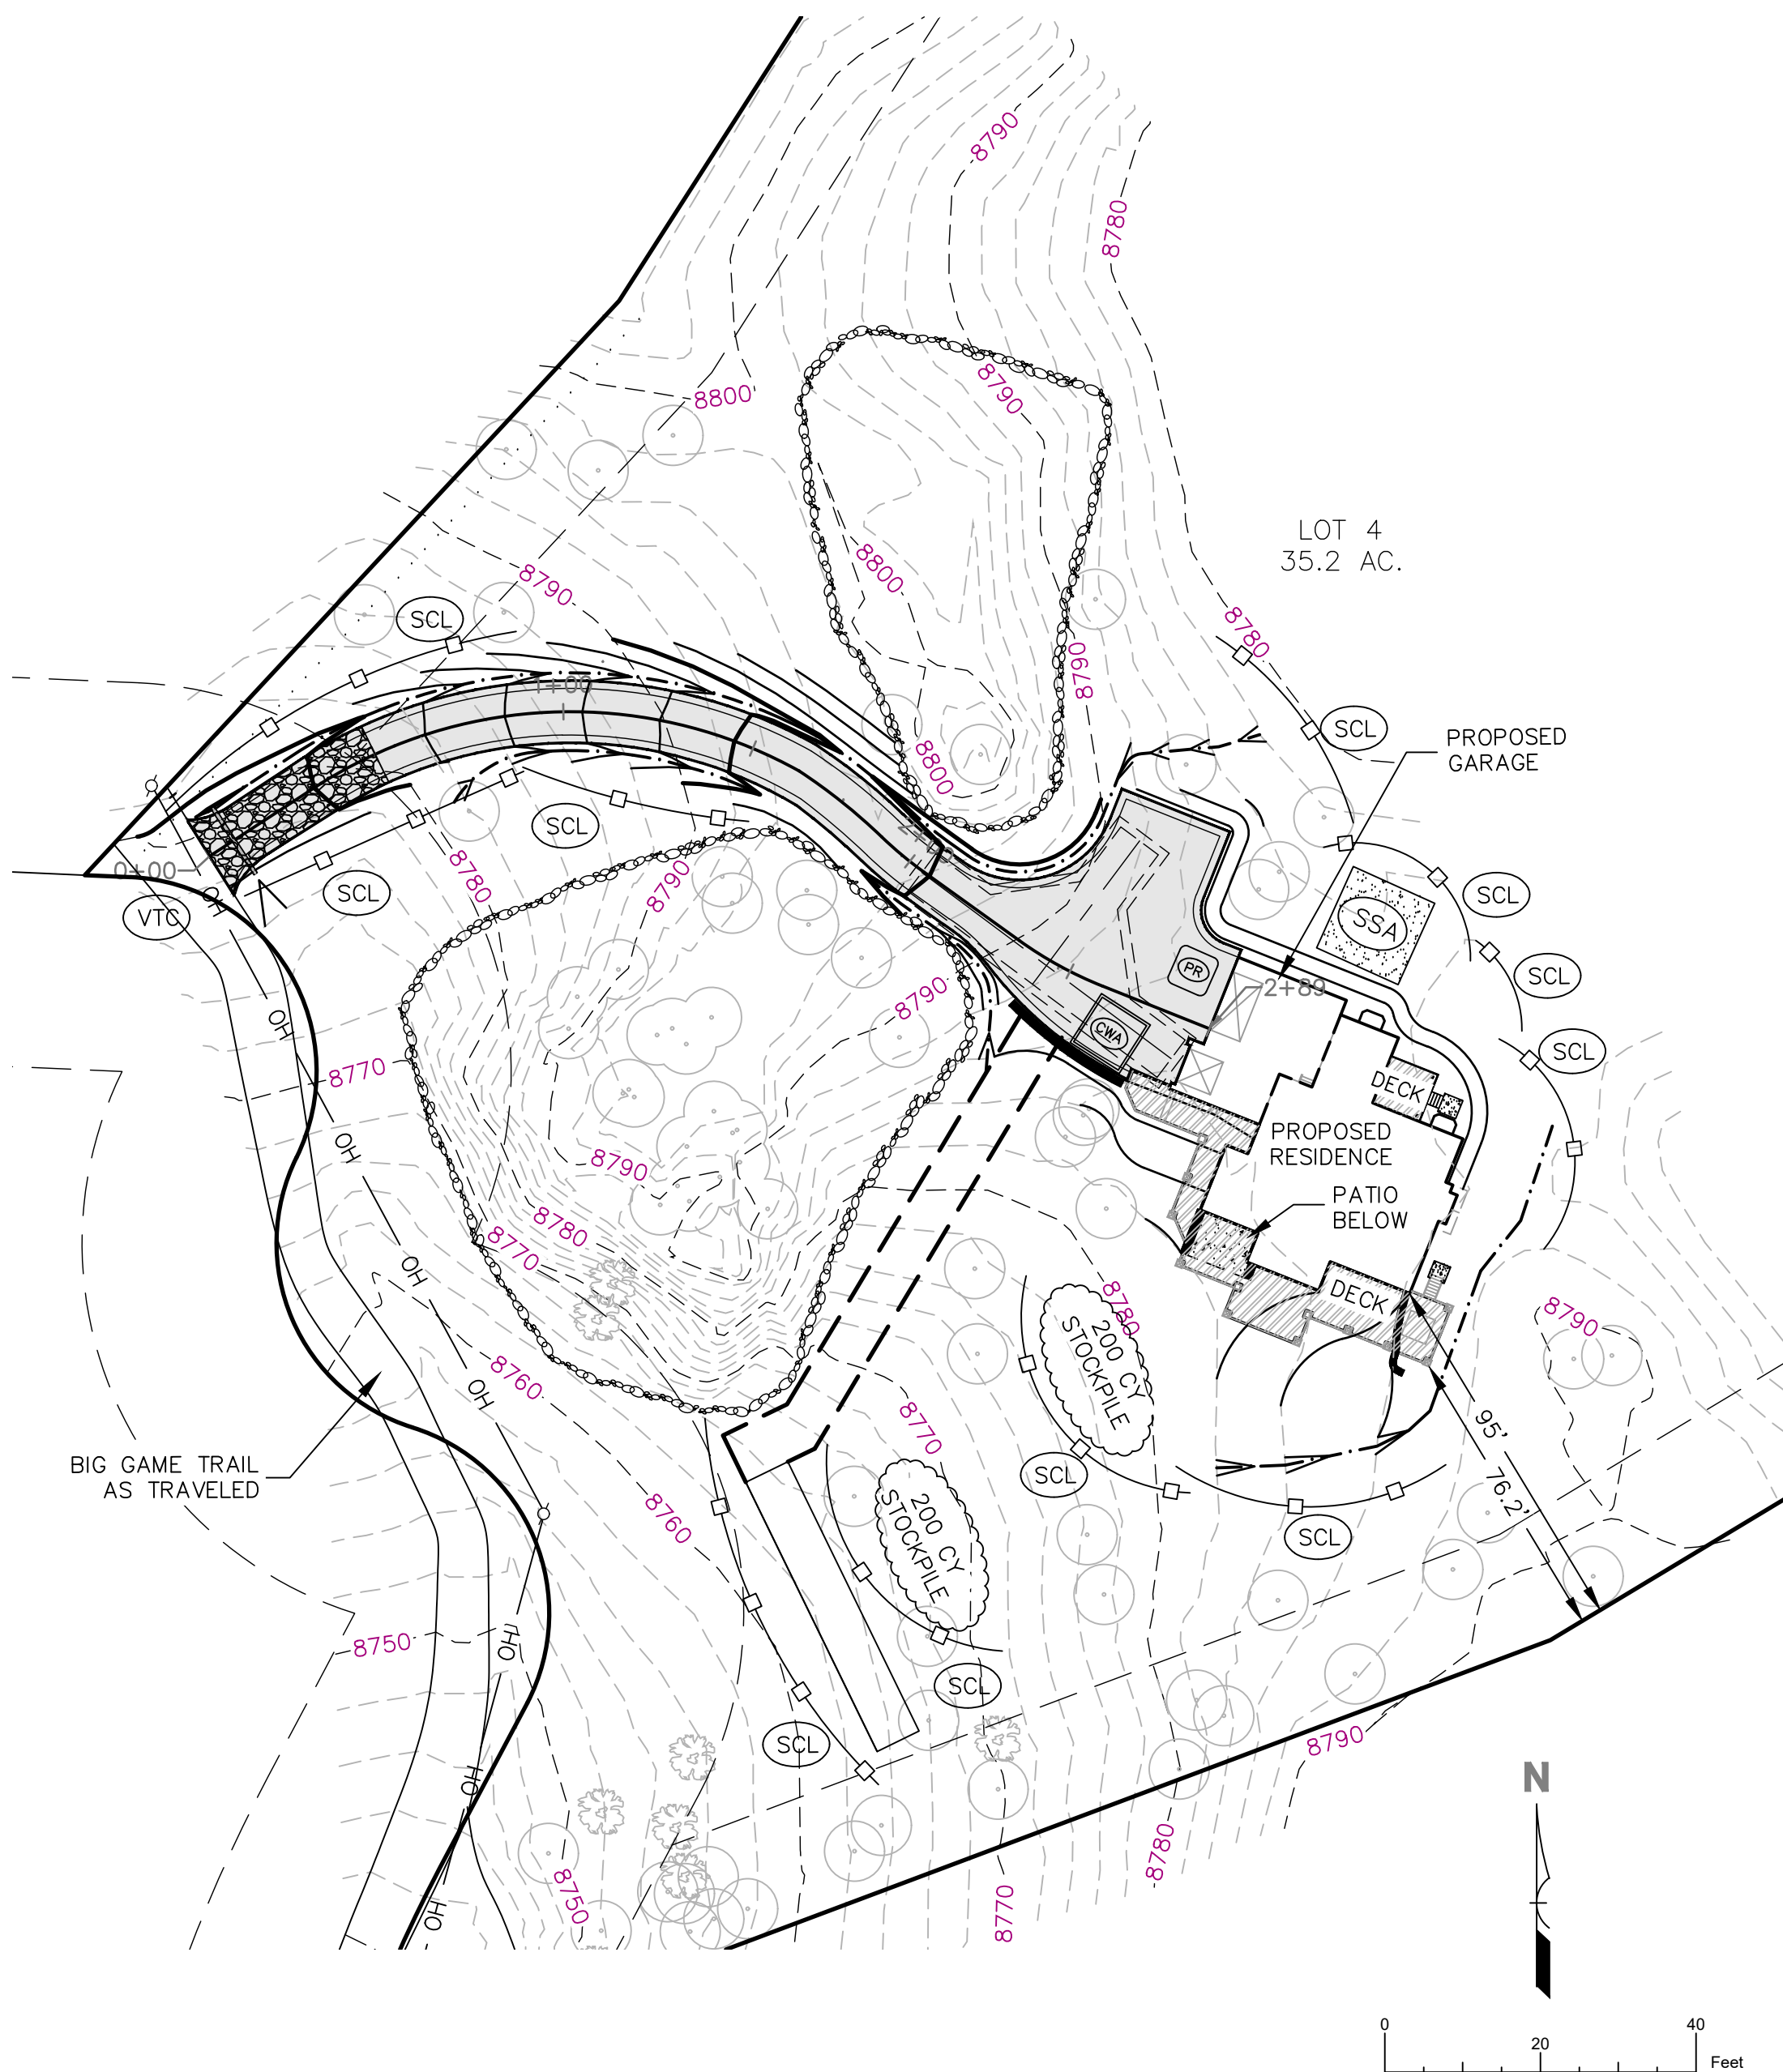 8790
8780
8800
8790
LOT 4
35.2 AC.
8800
8790
SCL
8780
8790
1+00
SCL
PROPOSED
GARAGE
8800
SCL
8780
8790
0+00
SCL
SCL
VTC
OH
SSA
PR
SCL
2+89
8790
OH
CWA
SCL
8770
DECK
OH
PROPOSED
RESIDENCE
8790
PATIO
BELOW
8780
8770
OH
DECK
8780
200 CY
STOCKPILE
8790
8760
OH
95'
8770
BIG GAME TRAIL
AS TRAVELED
SCL
76.2'
8760
200 CY
STOCKPILE
SCL
8750
OH
SCL
8790
SCL
N
OH
8780
8750
8770
OH
0
20
40
Feet